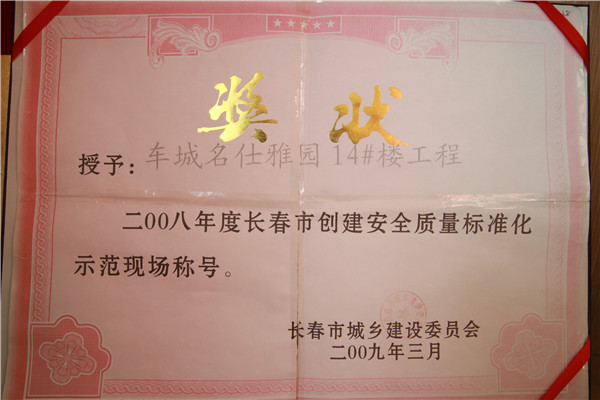 奖状
授予：车城名仕雅园14#楼工程
二00八年度长春市创建安全质量标准化
示范现场称号。
长春市城乡建设委员会
二00九年三月